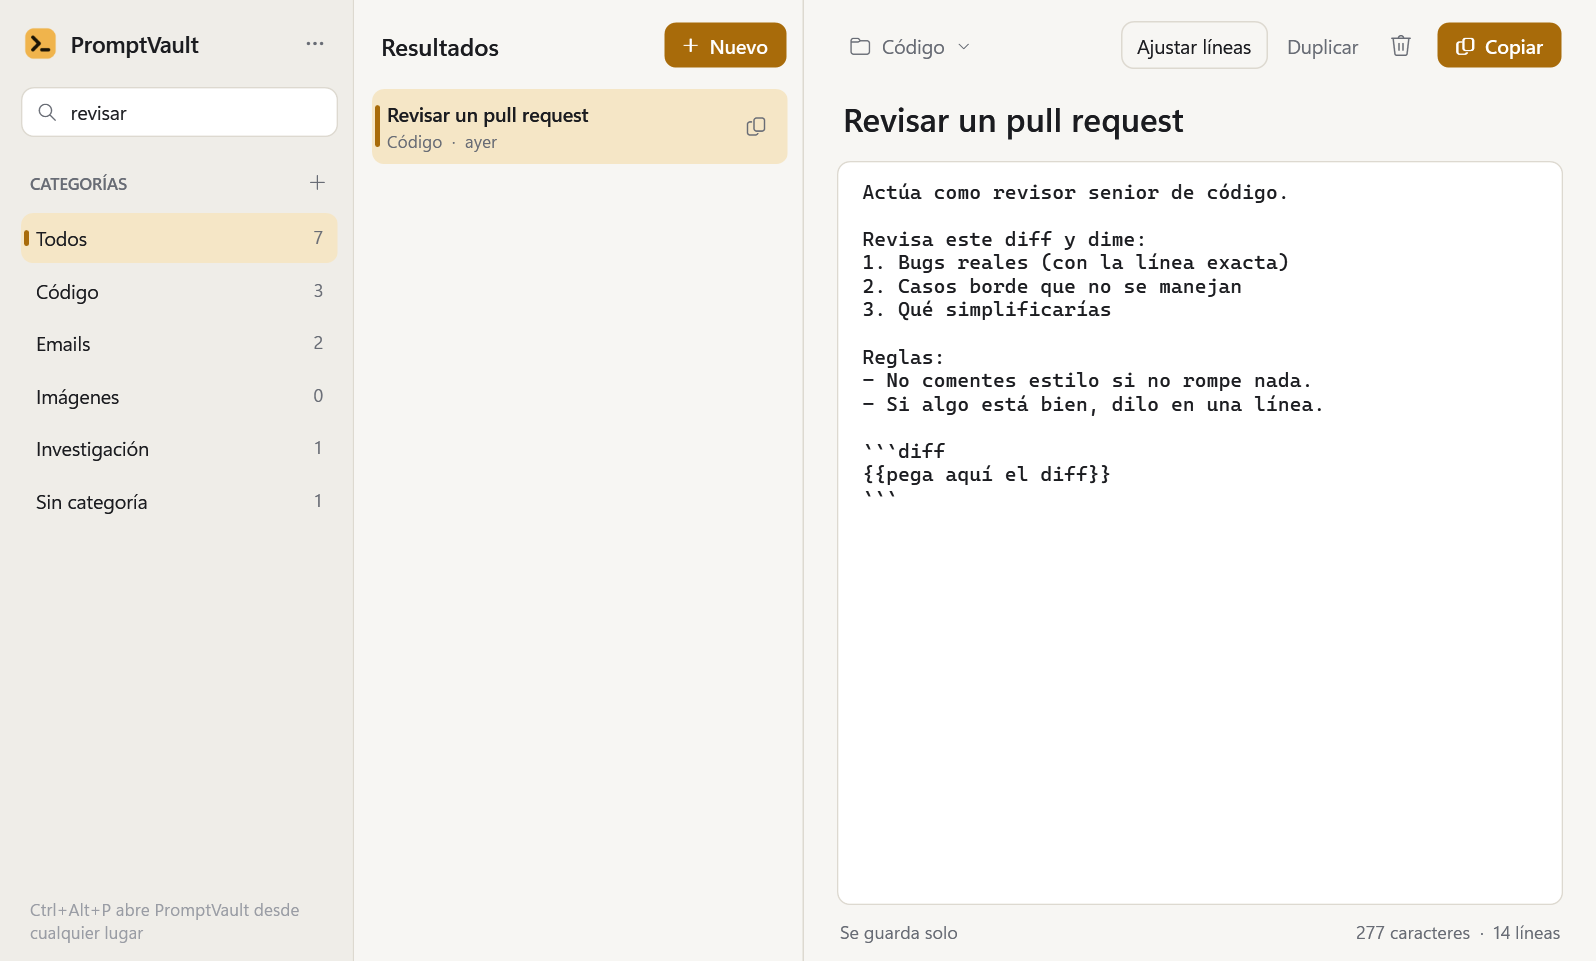 PromptVault
revisar
CATEGORÍAS
Todos 7
Código 3
Emails 2
Imágenes 0
Investigación 1
Sin categoría 1
Ctrl+Alt+P abre PromptVault desde
cualquier lugar
Resultados
Nuevo
Revisar un pull request
Código · ayer
Código
Ajustar líneas
Duplicar
Copiar
Revisar un pull request
Actúa como revisor senior de código.
Revisa este diff y dime:
1. Bugs reales (con la línea exacta)
2. Casos borde que no se manejan
3. Qué simplificarías
Reglas:
- No comentes estilo si no rompe nada.
- Si algo está bien, dilo en una línea.
```diff
{{pega aquí el diff}}
```
Se guarda solo
277 caracteres · 14 líneas